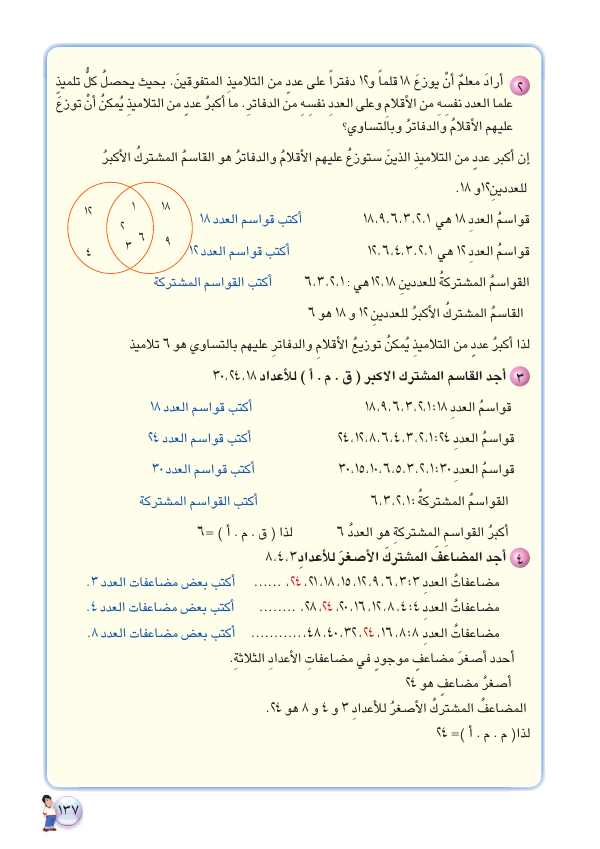 ٢ أرادَ معلمٌ أنْ يوزعَ ١٨ قلماً و١٢ دفتراً على عددٍ من التلاميذِ المتفوقينَ، بحيث يحصلُ كلُّ تلميذٍ
علما العدد نفسِهِ من الأقلامِ وعلى العددِ نفسِهِ منَ الدفاترِ. ما أكبرُ عددٍ من التلاميذِ يُمكنُ أنْ توزعَ
عليهم الأقلامُ والدفاترُ وبالتساوي؟
إن أكبر عددٍ من التلاميذِ الذينَ ستوزعُ عليهم الأقلامُ والدفاترُ هو القاسمُ المشتركُ الأكبرُ
للعددينِ١٢و ١٨.
١٢ ١ ١٨
٢ ٦
٤ ٣ ٩
قواسمُ العددِ ١٨ هي ١،٢،٣،٦،٩،١٨ أكتب قواسم العدد ١٨
قواسمُ العددِ ١٢ هي ١،٢،٣،٤،٦،١٢ أكتب قواسم العدد ١٢
القواسمُ المشتركةُ للعددينِ ١٢،١٨هي :١،٢،٣،٦ أكتب القواسم المشتركة
القاسمُ المشتركُ الأكبرُ للعددينِ ١٢ و ١٨ هو ٦
لذا أكبرُ عددٍ من التلاميذِ يُمكنُ توزيعُ الأقلامِ والدفاترِ عليهم بالتساوي هو ٦ تلاميذ
٣ أجد القاسم المشترك الاكبر ( ق . م . أ ) للأعداد ١٨،٢٤،٣٠
قواسمُ العددِ ١٨:١،٢،٣،٦،٩،١٨ أكتب قواسم العدد ١٨
قواسمُ العددِ ٢٤:١،٢،٣،٤،٦،٨،١٢،٢٤ أكتب قواسم العدد ٢٤
قواسمُ العددِ٣٠:١،٢،٣،٥،٦،١٠،١٥،٣٠ أكتب قواسم العدد ٣٠
القواسمُ المشتركةُ :١،٢،٣،٦ أكتب القواسم المشتركة
أكبرُ القواسمِ المشتركةِ هو العددُ ٦ لذا ( ق . م . أ ) =٦
٤ أجد المضاعفَ المشتركَ الأصغرَ للأعدادِ٣،٤،٨
مضاعفاتُ العددِ ٣:٣،٦،٩،١٢،١٥،١٨،٢١،٢٤، ...... أكتب بعض مضاعفات العدد ٣.
مضاعفاتُ العددِ ٤:٤،٨،١٢،١٦،٢٠،٢٤،٢٨، ........ أكتب بعض مضاعفات العدد ٤.
مضاعفاتُ العددِ ٨:٨،١٦،٢٤،٣٢،٤٠،٤٨............ أكتب بعض مضاعفات العدد ٨.
أحدد أصغرَ مضاعفٍ موجودٍ في مضاعفاتِ الأعدادِ الثلاثةِ.
أصغرُ مضاعفٍ هو ٢٤
المضاعفُ المشتركُ الأصغرُ للأعدادِ ٣ و ٤ و ٨ هو ٢٤.
لذا( م . م . أ )= ٢٤
١٣٧